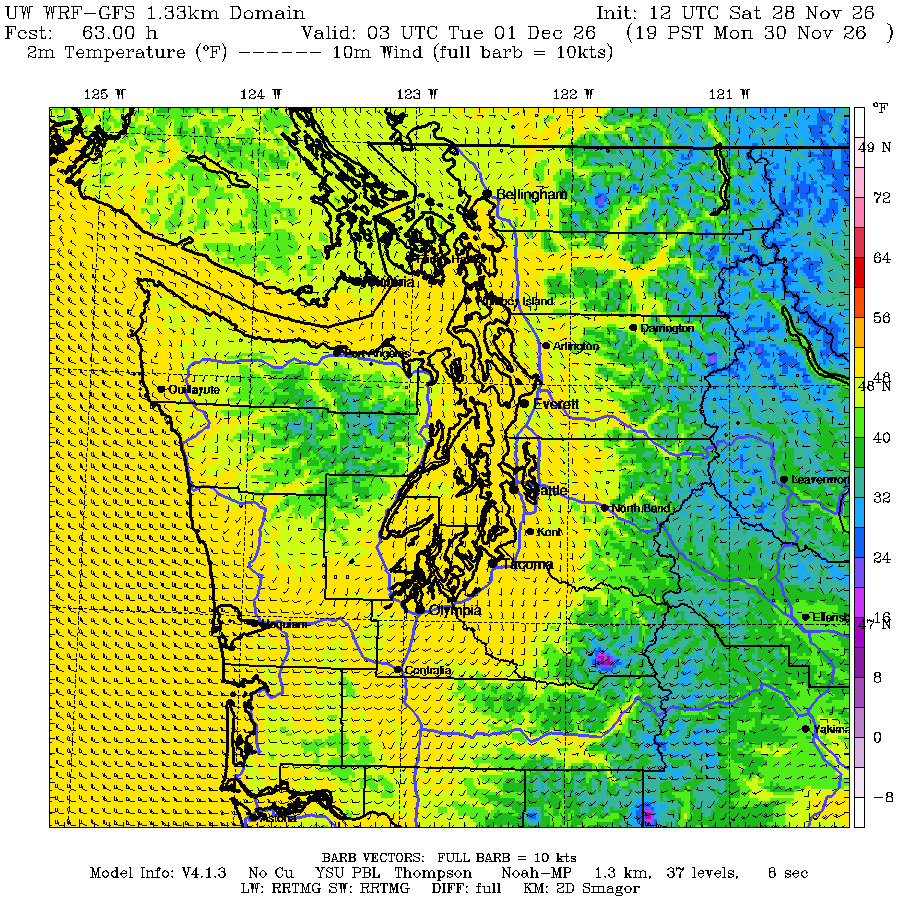 UW WRF-GFS 1.33km Domain Init: 12 UTC Sat 28 Nov 26
Fcst: 63.00 h Valid: 03 UTC Tue 01 Dec 26 (19 PST Mon 30 Nov 26 )
2m Temperature (°F) ------ 10m Wind (full barb = 10kts)
125 W 124 W 123 W 122 W 121 W
°F
49 N
Bellingham
72
64
Island
56
Darrington
Arlington
Port Angeles
48
48 N
Quillayute
Everett
40
Leavenwor
32
North Bend
Kent
24
Tacoma
Olympia
Hoquiam
Ellensb
16
47 N
Centralia
8
Yakima
0
Astoria
-8
BARB VECTORS: FULL BARB = 10 kts
Model Info: V4.1.3 No Cu YSU PBL Thompson Noah-MP 1.3 km, 37 levels, 8 sec
LW: RRTMG SW: RRTMG DIFF: full KM: 2D Smagor